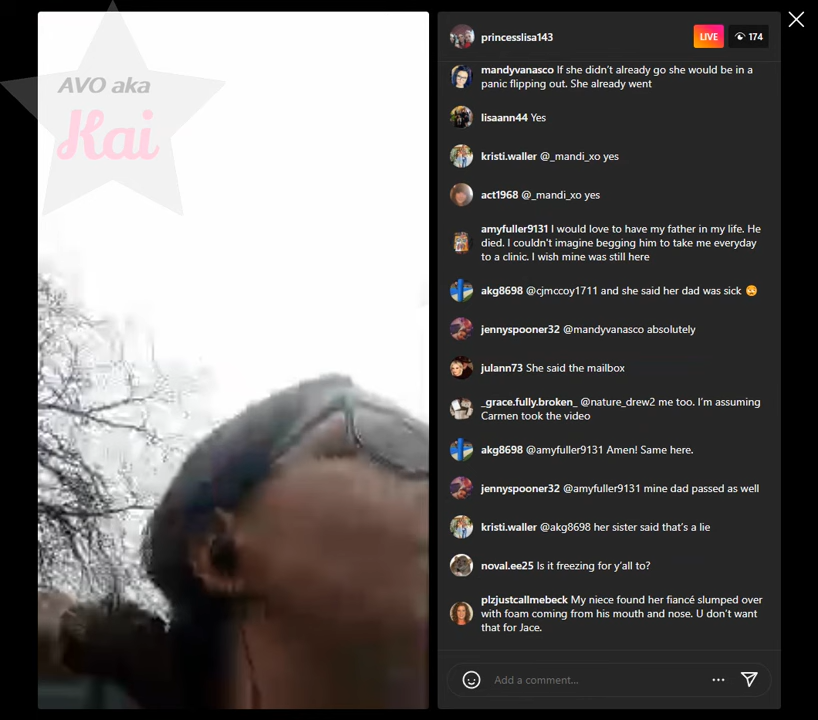 AVO aka
Kai
princesslisa143
LIVE
174
mandyvanasco If she didn't already go she would be in a
panic flipping out. She already went
lisaann44 Yes
kristi.waller @_mandi_xo yes
act1968 @_mandi_xo yes
amyfuller9131 I would love to have my father in my life. He
died. I couldn't imagine begging him to take me everyday
to a clinic. I wish mine was still here
akg8698 @cjmccoy1711 and she said her dad was sick 😩
jennyspooner32 @mandyvanasco absolutely
julann73 She said the mailbox
_grace.fully.broken_ @nature_drew2 me too. I'm assuming
Carmen took the video
akg8698 @amyfuller9131 Amen! Same here.
jennyspooner32 @amyfuller9131 mine dad passed as well
kristi.waller @akg8698 her sister said that's a lie
noval.ee25 Is it freezing for y'all to?
plzjustcallmebeck My niece found her fiancé slumped over
with foam coming from his mouth and nose. U don't want
that for Jace.
Add a comment...